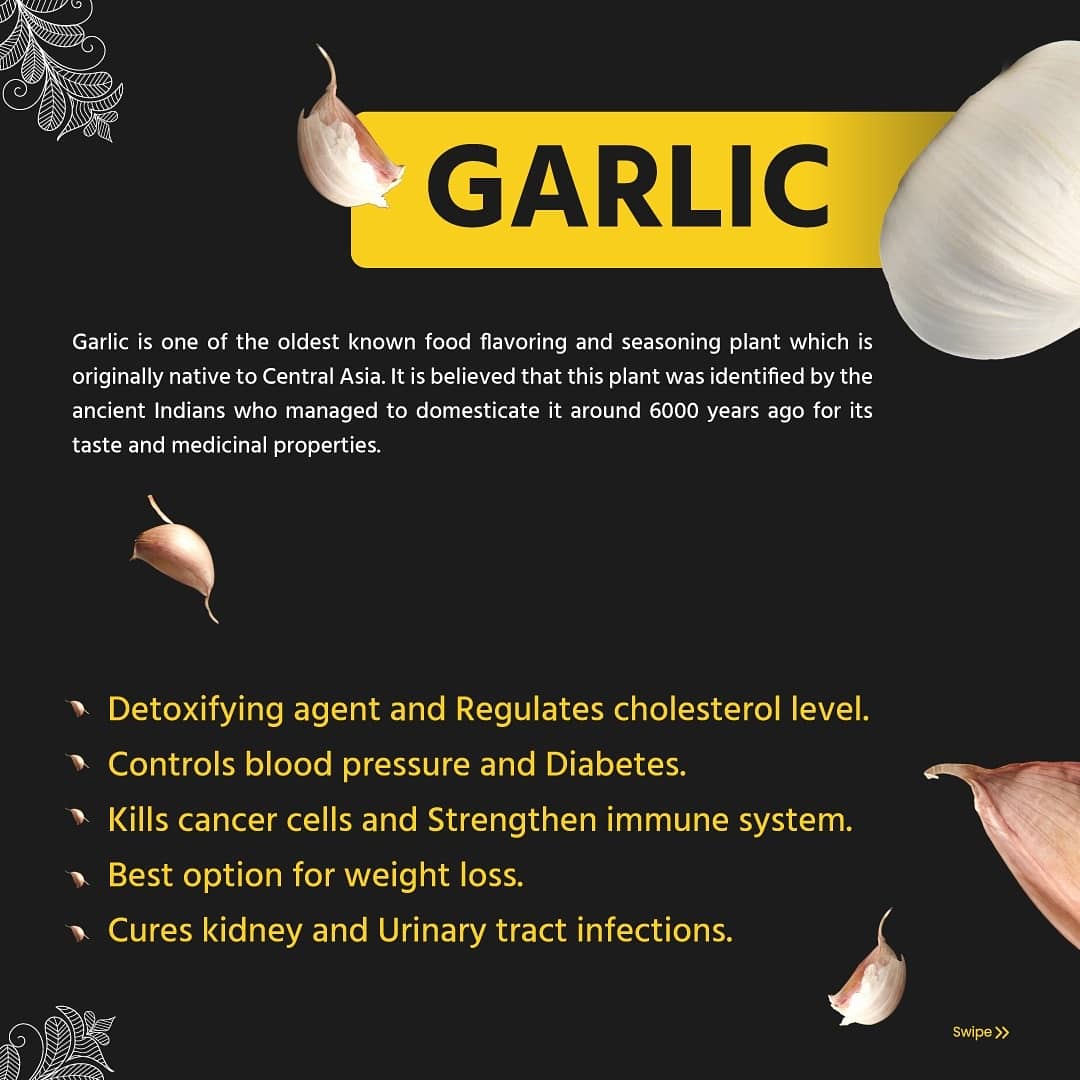 GARLIC
Garlic is one of the oldest known food flavoring and seasoning plant which is
originally native to Central Asia. It is believed that this plant was identified by the
ancient Indians who managed to domesticate it around 6000 years ago for its
taste and medicinal properties.
Detoxifying agent and Regulates cholesterol level.
Controls blood pressure and Diabetes.
Kills cancer cells and Strengthen immune system.
Best option for weight loss.
Cures kidney and Urinary tract infections.
Swipe